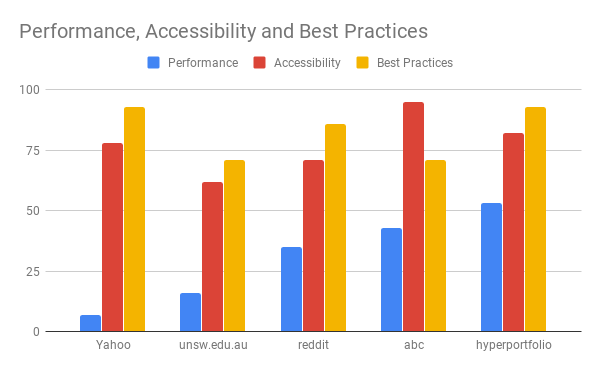 Performance, Accessibility and Best Practices
Performance Accessibility Best Practices
100
75
50
25
0
Yahoo unsw.edu.au reddit abc hyperportfolio